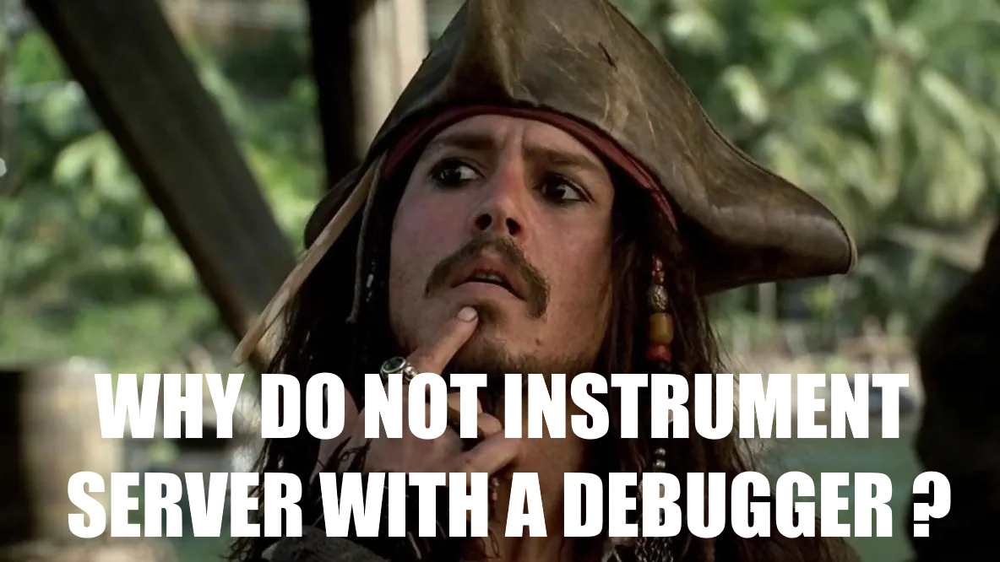 WHY DO NOT INSTRUMENT
SERVER WITH A DEBUGGER ?